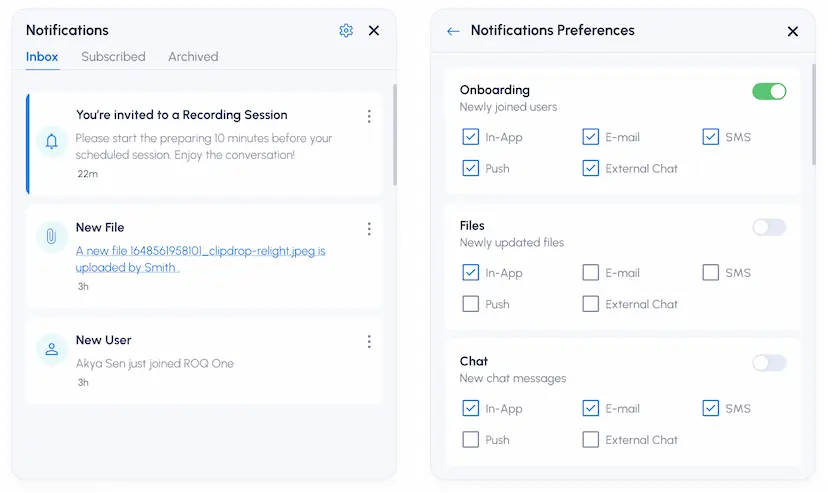 Notifications
Inbox Subscribed Archived
You're invited to a Recording Session
Please start the preparing 10 minutes before your
scheduled session. Enjoy the conversation!
22m
New File
A new file 1648561958101_clipdrop-relight.jpeg is
uploaded by Smith .
3h
New User
Akya Sen just joined ROQ One
3h
Notifications Preferences
Onboarding
Newly joined users
In-App E-mail SMS
Push External Chat
Files
Newly updated files
In-App E-mail SMS
Push External Chat
Chat
New chat messages
In-App E-mail SMS
Push External Chat